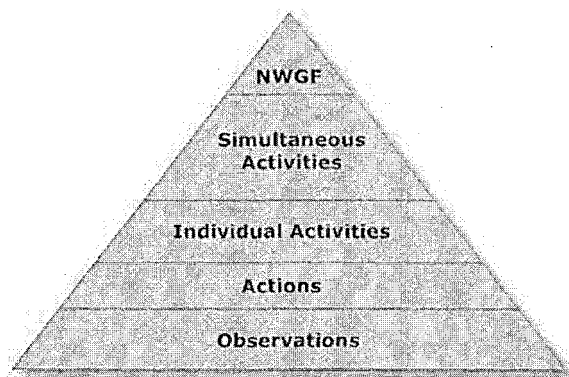 NWGF
Simultaneous
Activities
Individual Activities
Actions
Observations